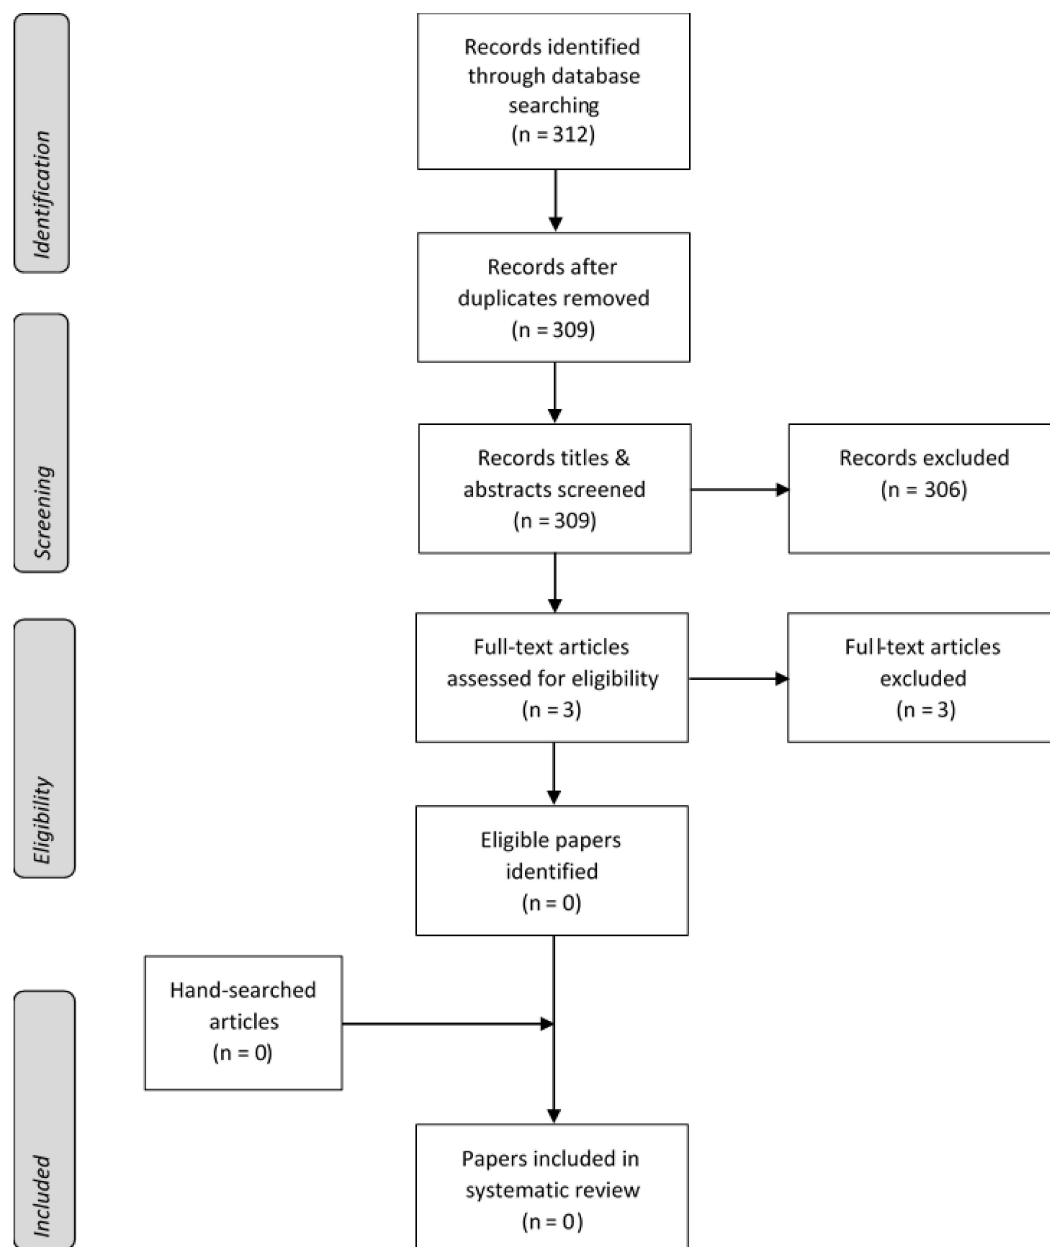 Identification
Records identified
through database
searching
(n = 312)
Records after
duplicates removed
(n = 309)
Screening
Records titles &
abstracts screened
(n = 309)
Records excluded
(n = 306)
Eligibility
Full-text articles
assessed for eligibility
(n = 3)
Full-text articles
excluded
(n = 3)
Eligible papers
identified
(n = 0)
Included
Hand-searched
articles
(n = 0)
Papers included in
systematic review
(n = 0)